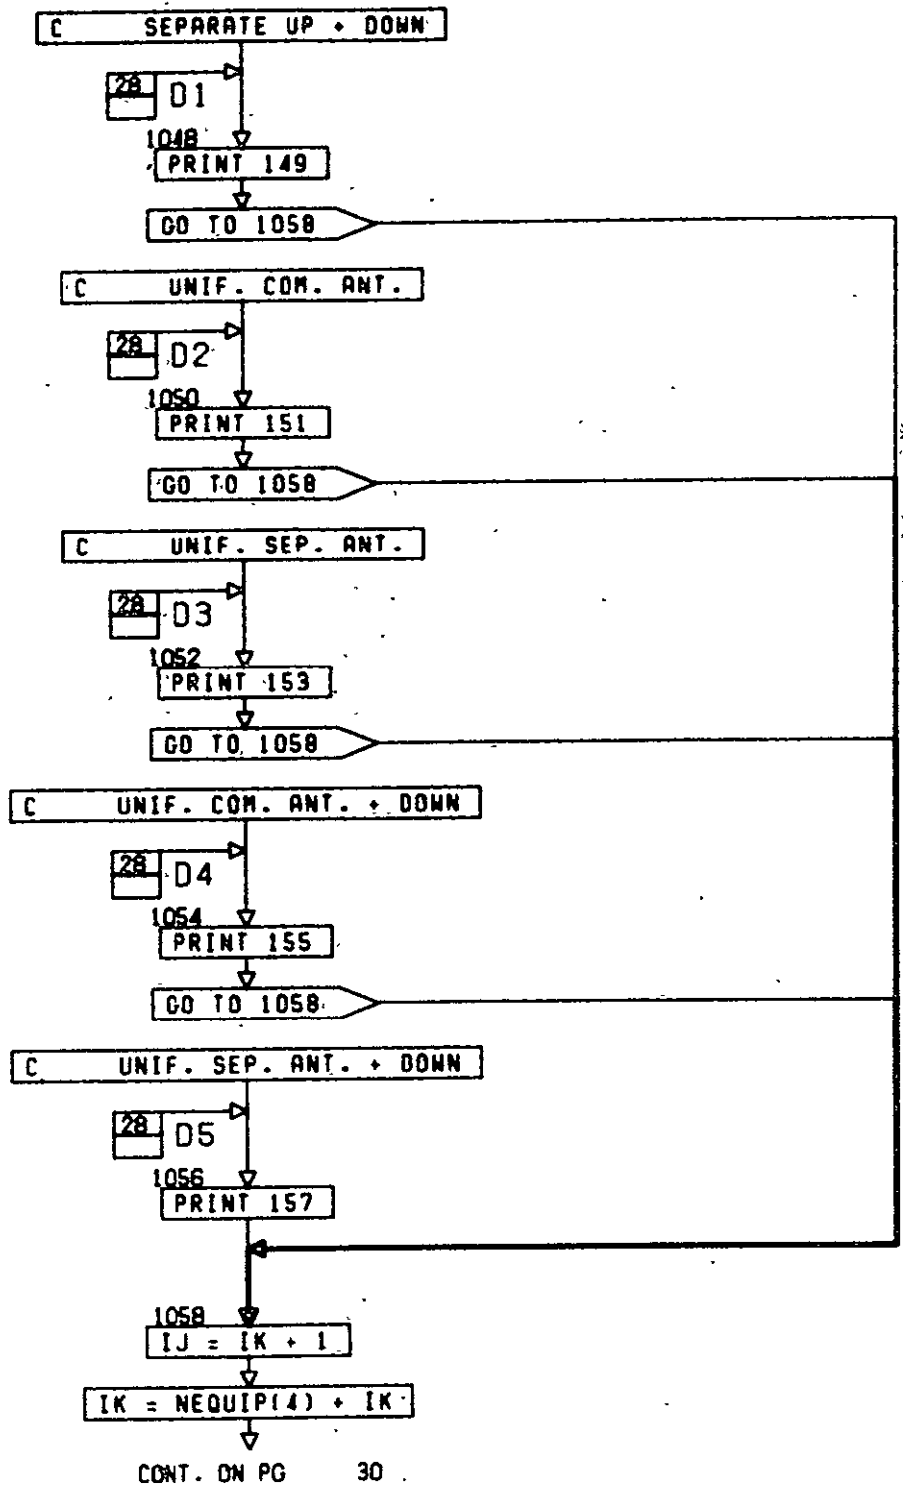 C SEPARATE UP + DOWN
28 D1
1048
PRINT 149
GO TO 1058
C UNIF. COM. ANT.
28 D2
1050
PRINT 151
GO TO 1058
C UNIF. SEP. ANT.
28 D3
1052
PRINT 153
GO TO 1058
C UNIF. COM. ANT. + DOWN
28 D4
1054
PRINT 155
GO TO 1058
C UNIF. SEP. ANT. + DOWN
28 D5
1056
PRINT 157
1058
IJ = IK + 1
IK = NEQUIP(4) + IK
CONT. ON PG 30